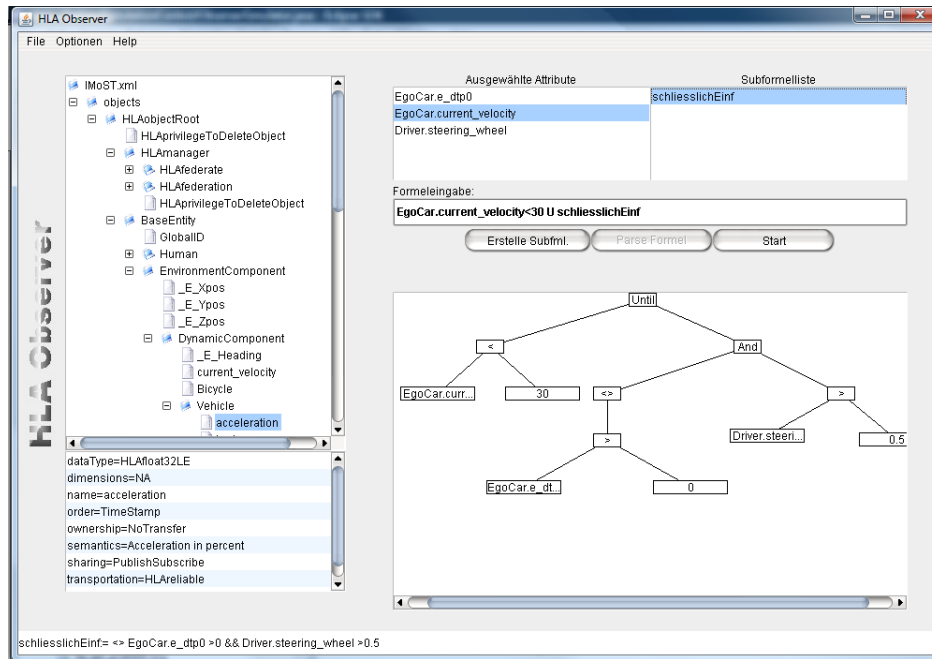 HLA Observer
File Optionen Help
HLA Observer
IMoST.xml
objects
HLAobjectRoot
HLAprivilegeToDeleteObject
HLAmanager
HLAfederate
HLAfederation
HLAprivilegeToDeleteObject
BaseEntity
GlobalID
Human
EnvironmentComponent
_E_Xpos
_E_Ypos
_E_Zpos
DynamicComponent
_E_Heading
current_velocity
Bicycle
Vehicle
acceleration
dataType=HLAfloat32LE
dimensions=NA
name=acceleration
order=TimeStamp
ownership=NoTransfer
semantics=Acceleration in percent
sharing=PublishSubscribe
transportation=HLAreliable
Ausgewählte Attribute Subformelliste
EgoCar.e_dtp0 schliesslichEinf
EgoCar.current_velocity
Driver.steering_wheel
Formeleingabe:
EgoCar.current_velocity<30 U schliesslichEinf
Erstelle Subfml. Parse Formel Start
Until
< And
EgoCar.curr... 30 <> >
> Driver.steeri... 0.5
EgoCar.e_dt... 0
schliesslichEinf:= <> EgoCar.e_dtp0 >0 && Driver.steering_wheel >0.5